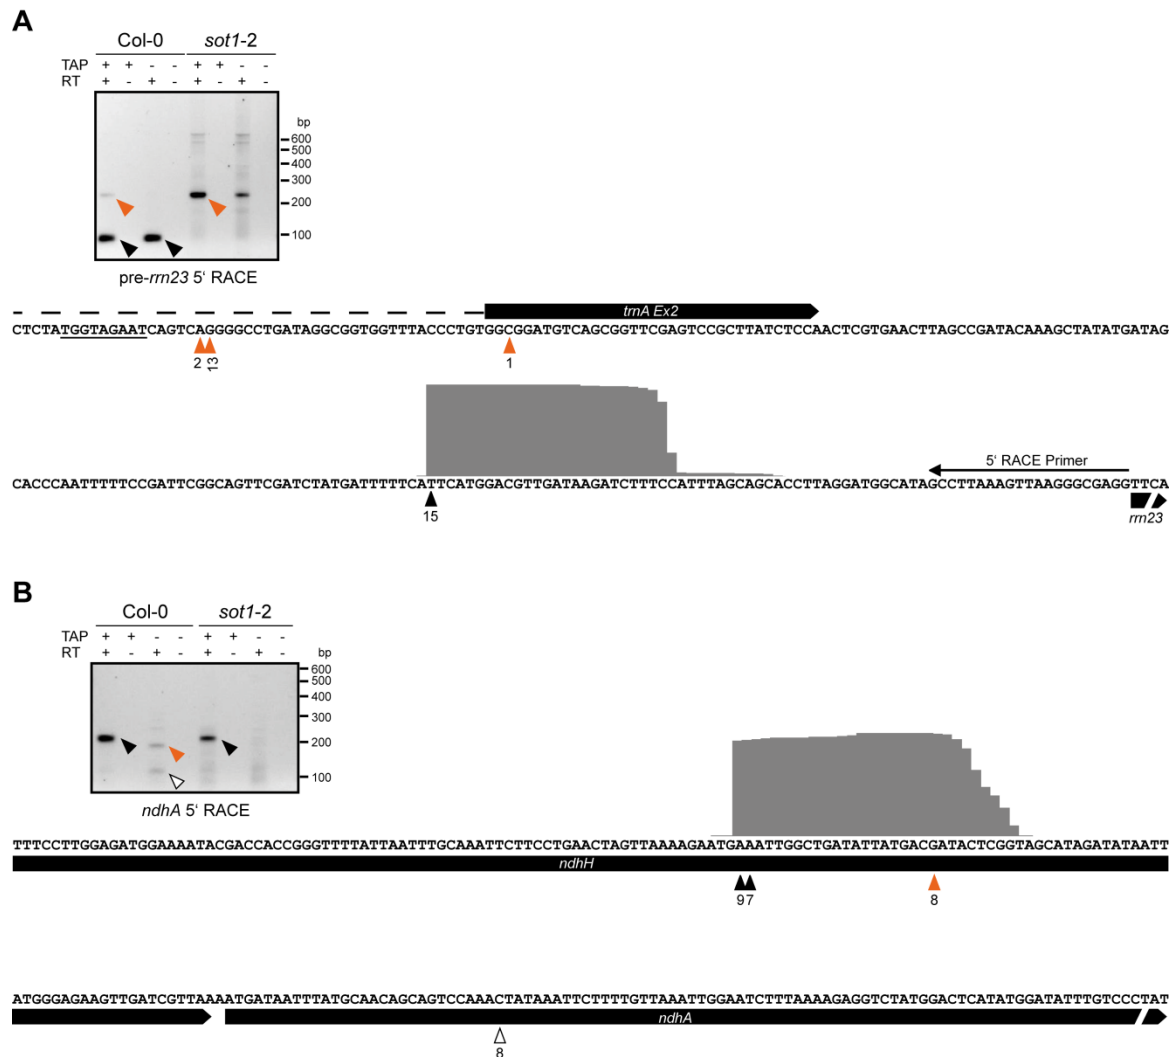 A
Col-0 sot1-2
TAP + + - - + + - -
RT + - + - + - + -
bp
600
500
400
300
200
100
pre-rrn23 5‘ RACE
trnA Ex2
CTCTATGGTAGAATCAGTCAGGGGCCTGATAGGCGGTGGTTTACCCTGTGGCGGATGTCAGCGGTTCGAGTCCGCTTATCTCCAACTCGTGAACTTAGCCGATACAAAGCTATATGATAG
2 13 1
5‘ RACE Primer
CACCCAATTTTTCCGATTCGGCAGTTCGATCTATGATTTTTCATTCATGGACGTTGATAAGATCTTTCCATTTAGCAGCACCTTAGGATGGCATAGCCTTAAAGTTAAGGGCGAGGTTCA
15 rrn23
B
Col-0 sot1-2
TAP + + - - + + - -
RT + - + - + - + - bp
600
500
400
300
200
100
ndhA 5‘ RACE
TTTCCTTGGAGATGGAAAATACGACCACCGGGTTTTATTAATTTGCAAATTCTTCCTGAACTAGTTAAAAGAATGAAATTGGCTGATATTATGACGATACTCGGTAGCATAGATATAATT
ndhH
9 7 8
ATGGGAGAAGTTGATCGTTAAAATGATAATTTATGCAACAGCAGTCCAAACTATAAATTCTTTTGTTAAATTGGAATCTTTAAAAGAGGTCTATGGACTCATATGGATATTTGTCCCTAT
ndhA
8